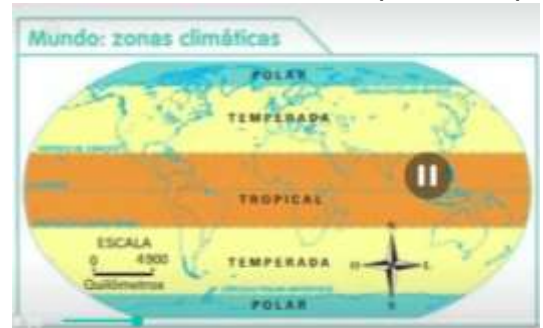 Mundo: zonas climáticas
POLAR
TEMPERADA
TROPICAL
ESCALA
0 4900
Quilômetros
TEMPERADA
N
O L
S
POLAR